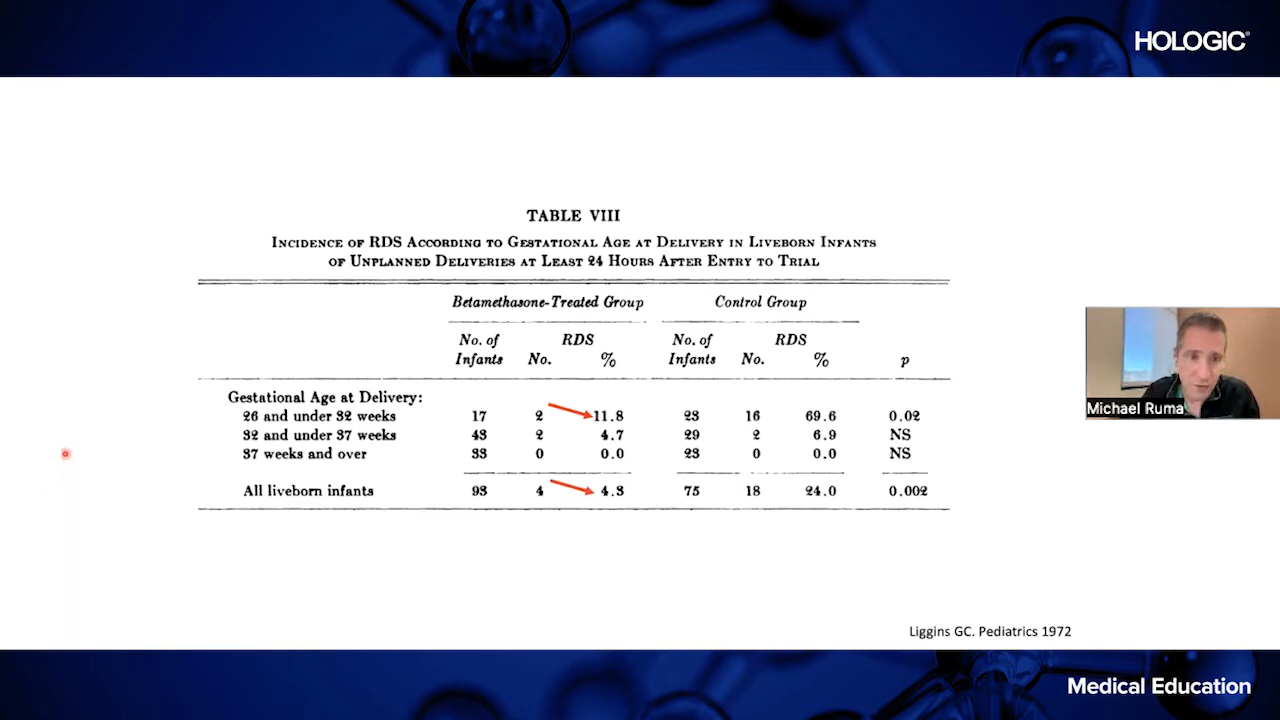 HOLOGIC®
TABLE VIII
INCIDENCE OF RDS ACCORDING TO GESTATIONAL AGE AT DELIVERY IN LIVEBORN INFANTS
OF UNPLANNED DELIVERIES AT LEAST 24 HOURS AFTER ENTRY TO TRIAL
Betamethasone-Treated Group Control Group
No. of RDS No. of RDS
Infants No. % Infants No. % p
Gestational Age at Delivery:
26 and under 32 weeks 17 2 11.8 23 16 69.6 0.02
32 and under 37 weeks 43 2 4.7 29 2 6.9 NS
37 weeks and over 33 0 0.0 23 0 0.0 NS
All liveborn infants 93 4 4.3 75 18 24.0 0.002
Michael Ruma
Liggins GC. Pediatrics 1972
Medical Education